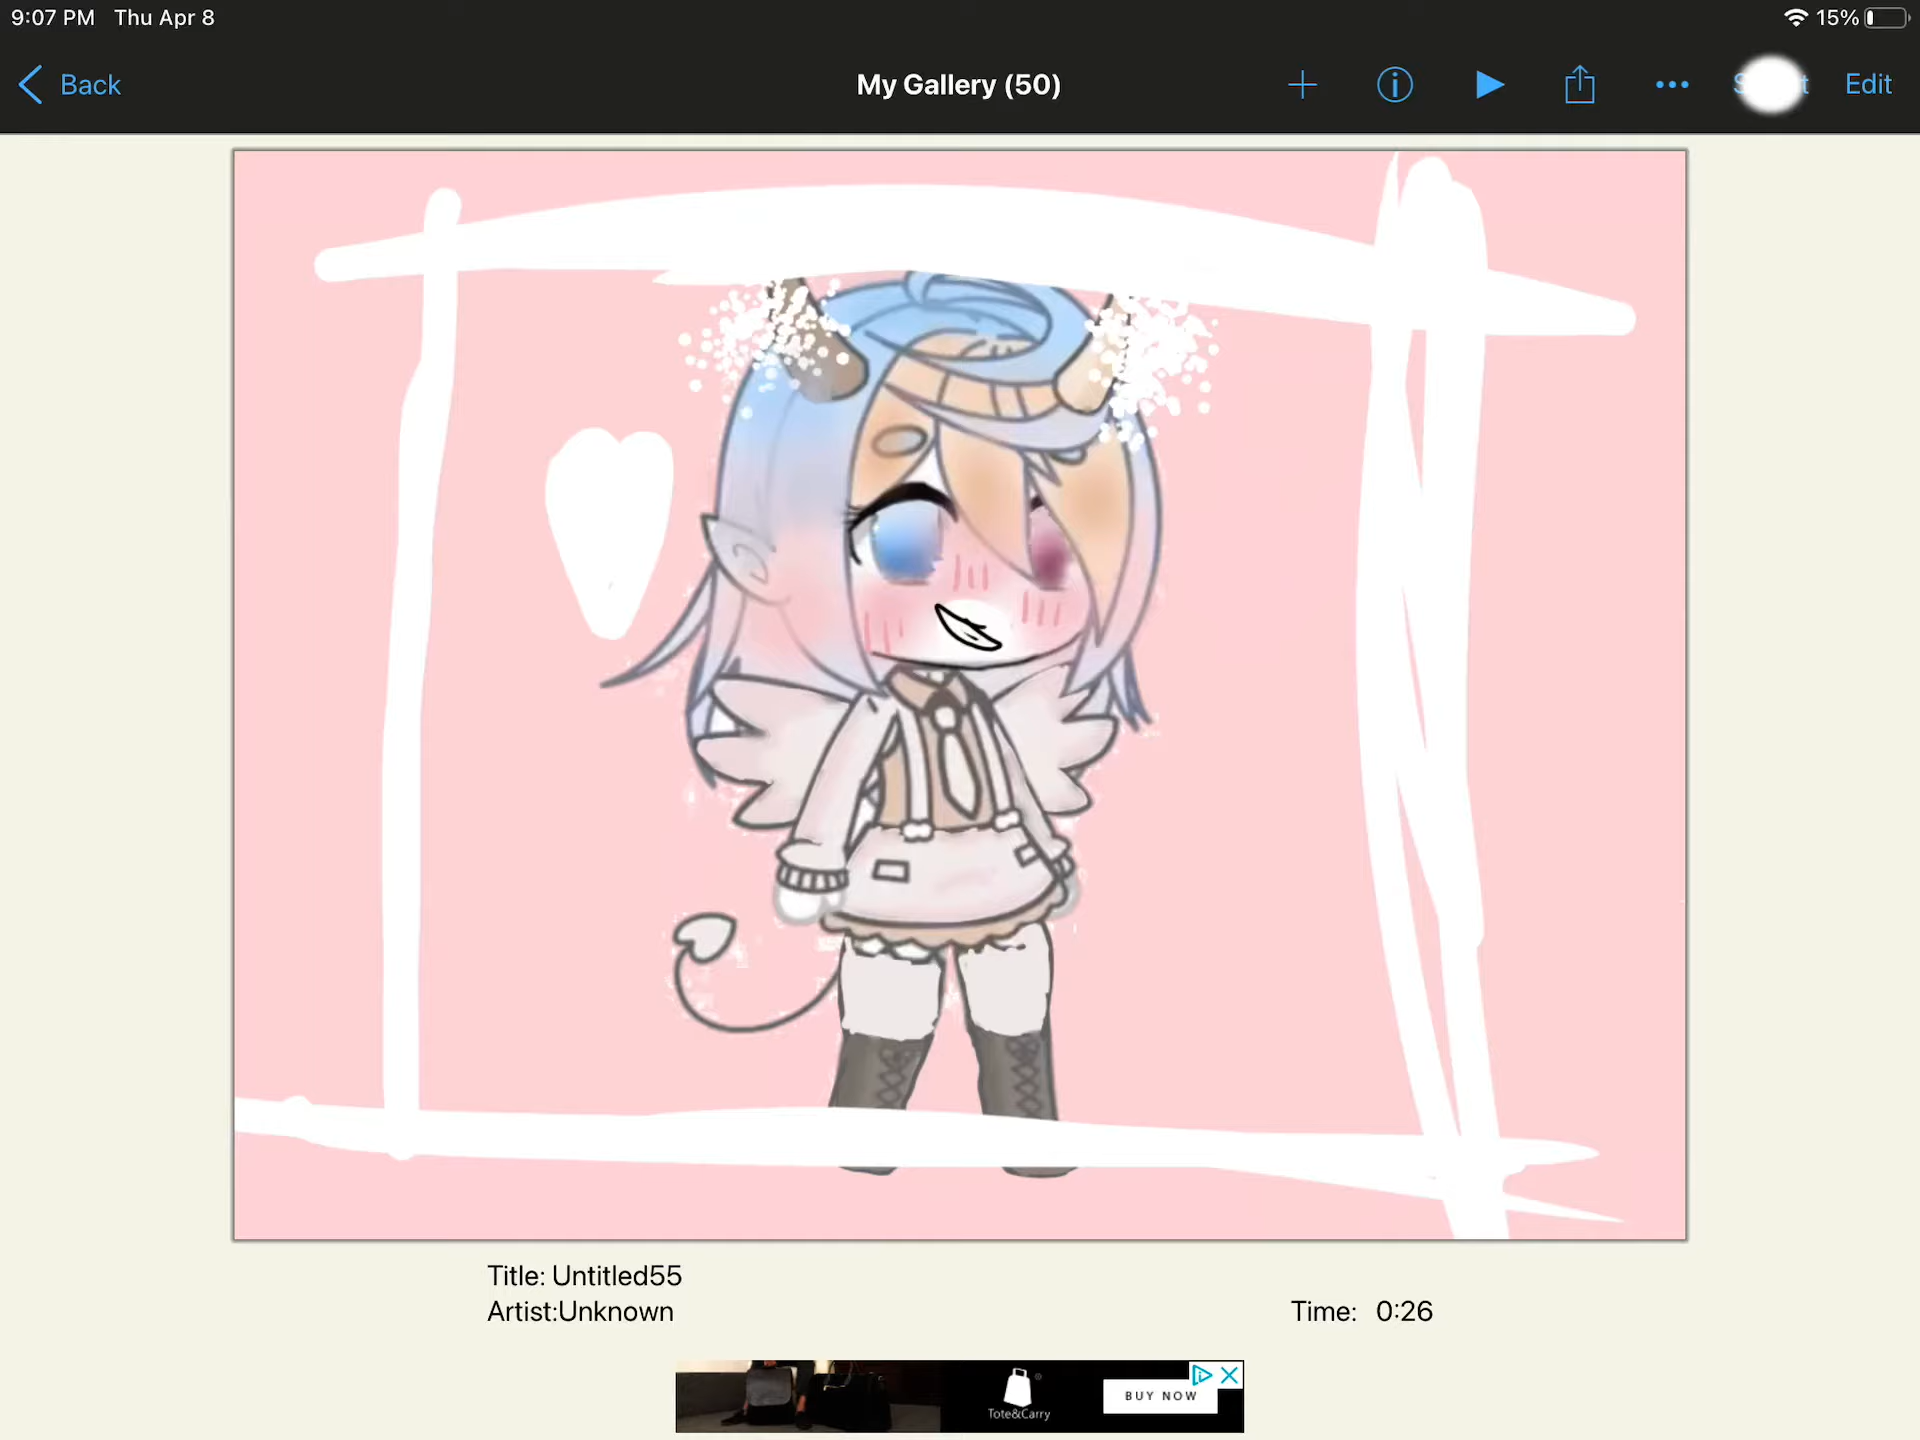 9:07 PM Thu Apr 8
15%
Back
My Gallery (50)
Edit
Title: Untitled55
Artist:Unknown
Time: 0:26
Tote&Carry
BUY NOW